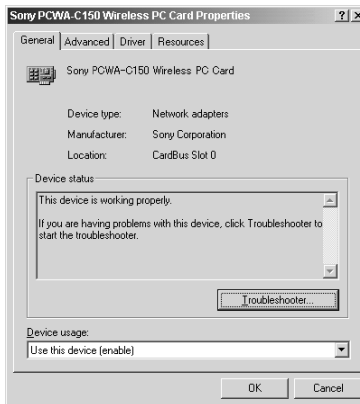 Sony PCWA-C150 Wireless PC Card Properties
General Advanced Driver Resources
Sony PCWA-C150 Wireless PC Card
Device type: Network adapters
Manufacturer: Sony Corporation
Location: CardBus Slot 0
Device status
This device is working properly.
If you are having problems with this device, click Troubleshooter to
start the troubleshooter.
Troubleshooter...
Device usage:
Use this device (enable)
OK Cancel